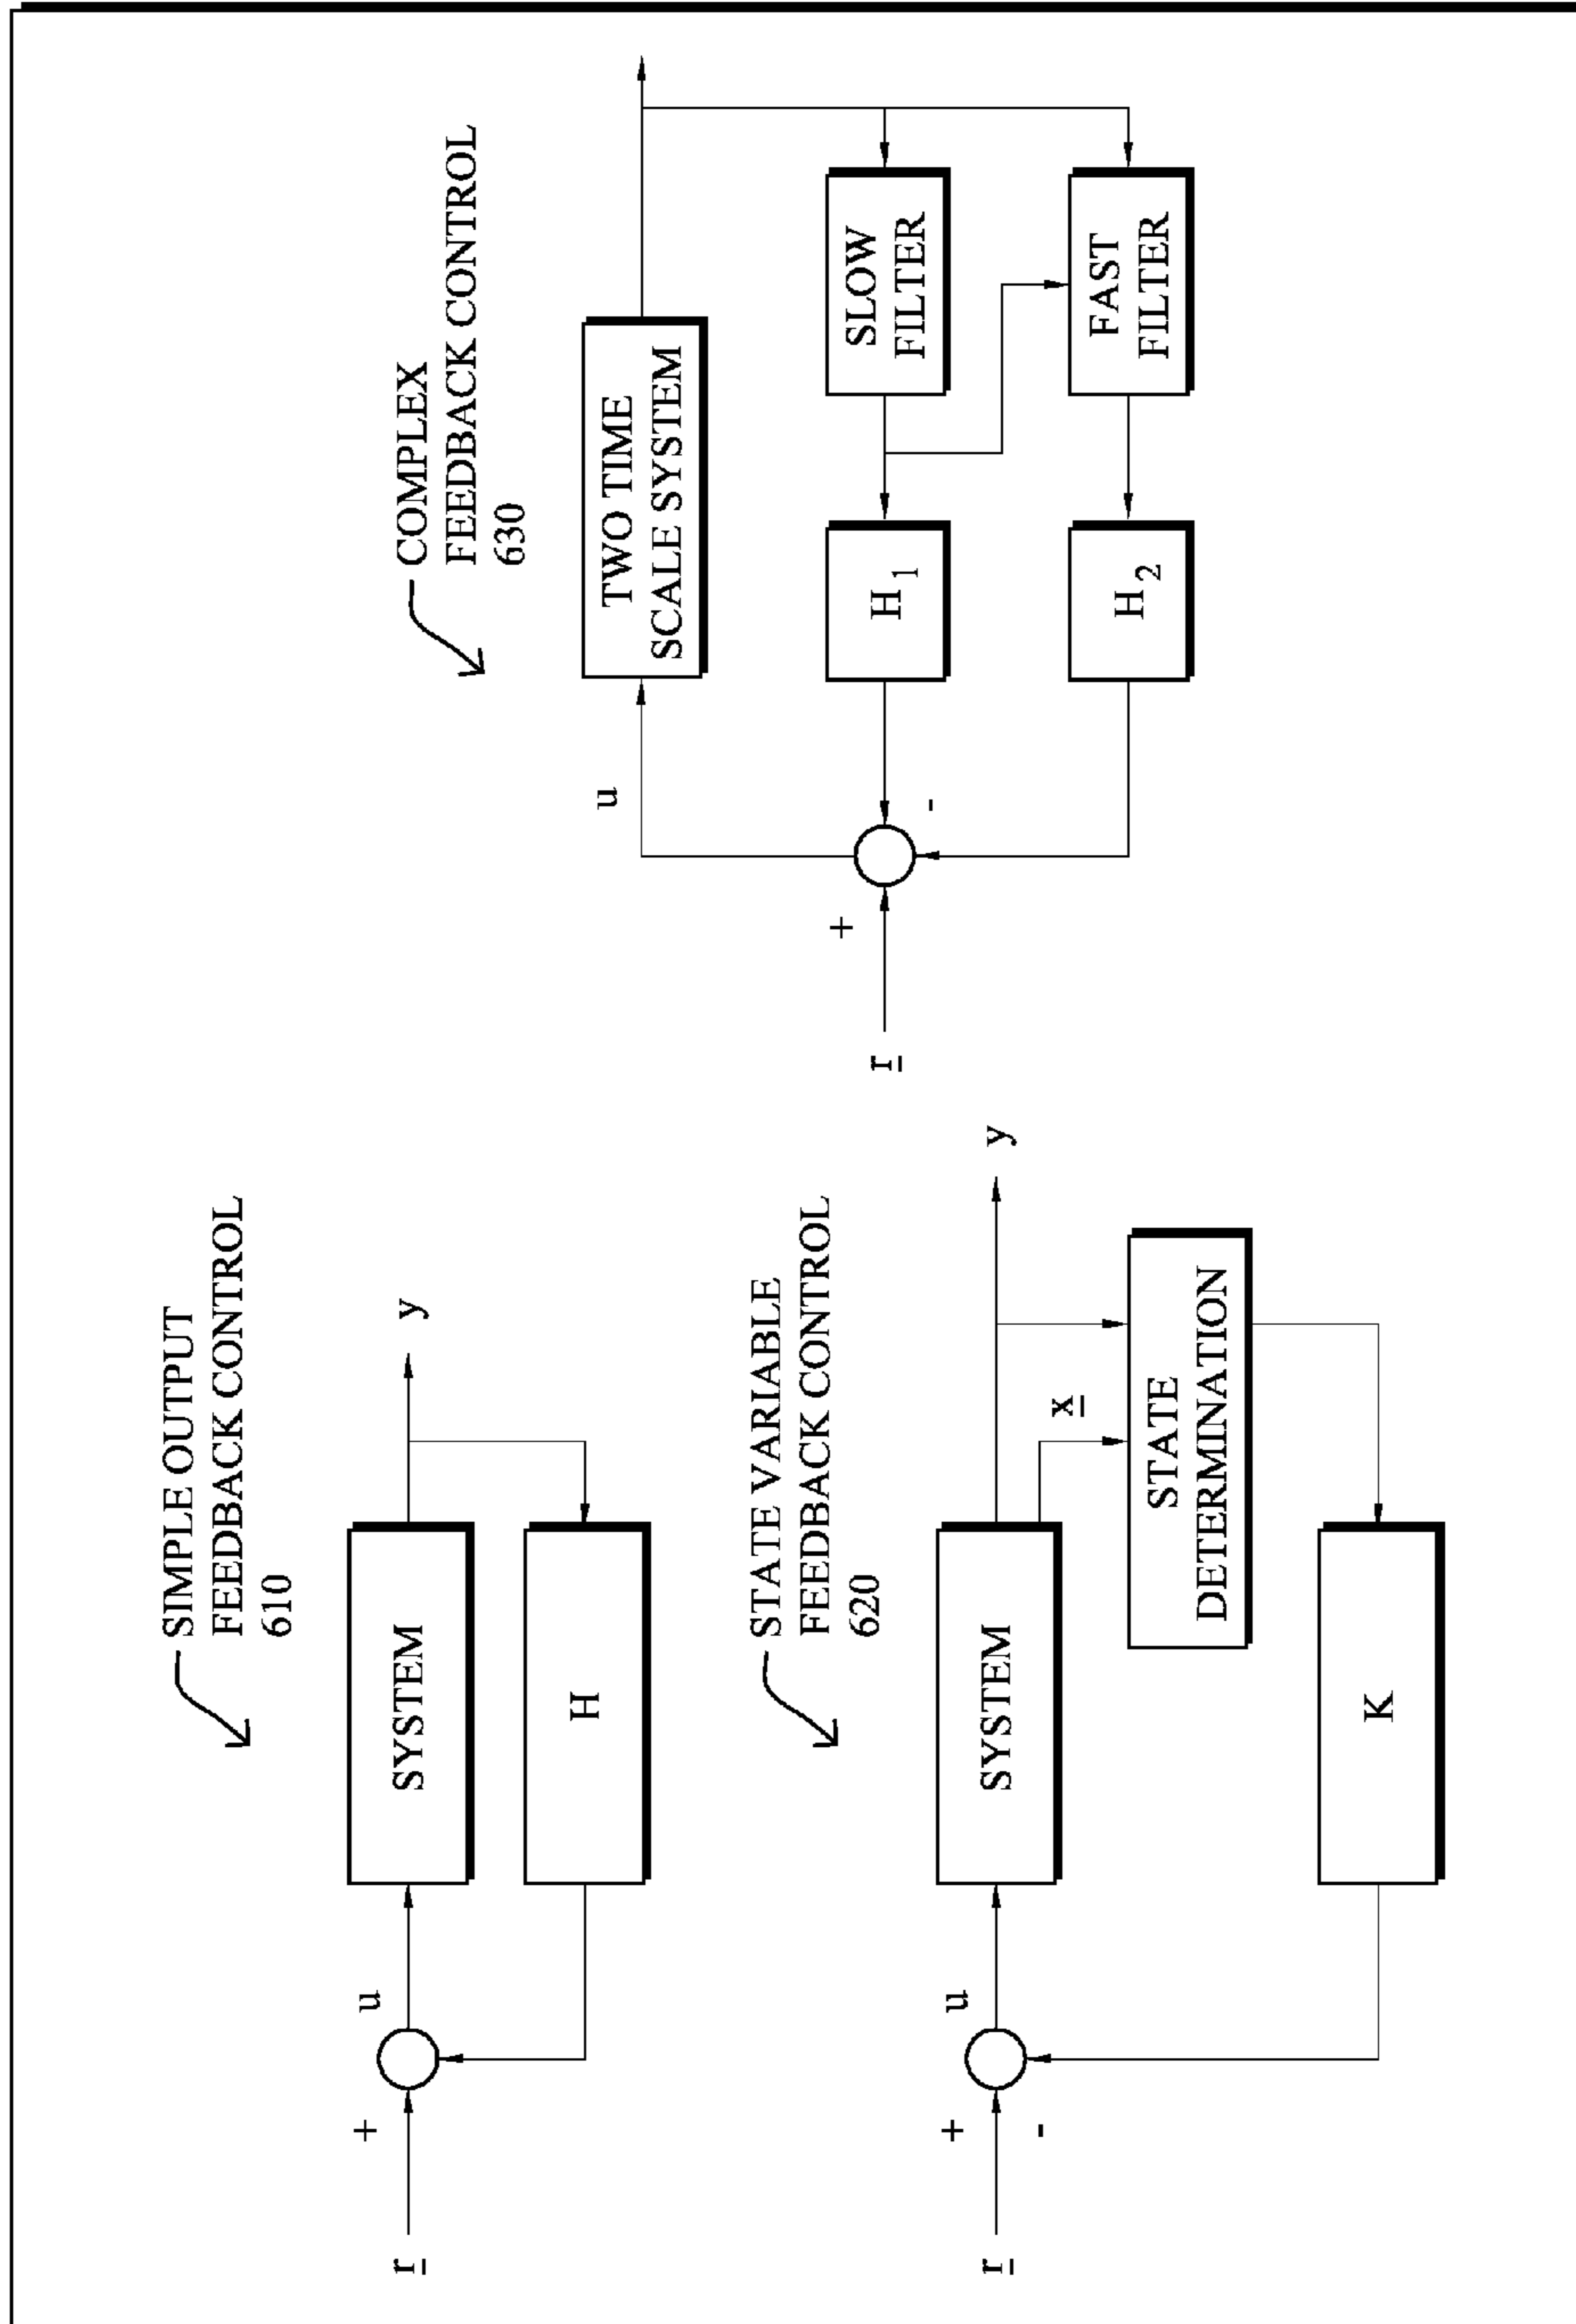 SIMPLE OUTPUT
FEEDBACK CONTROL
610
r
+
u
SYSTEM
y
H
STATE VARIABLE
FEEDBACK CONTROL
620
r
+
-
u
SYSTEM
y
x
STATE
DETERMINATION
K
COMPLEX
FEEDBACK CONTROL
630
r
+
-
u
TWO TIME
SCALE SYSTEM
H1
SLOW
FILTER
H2
FAST
FILTER